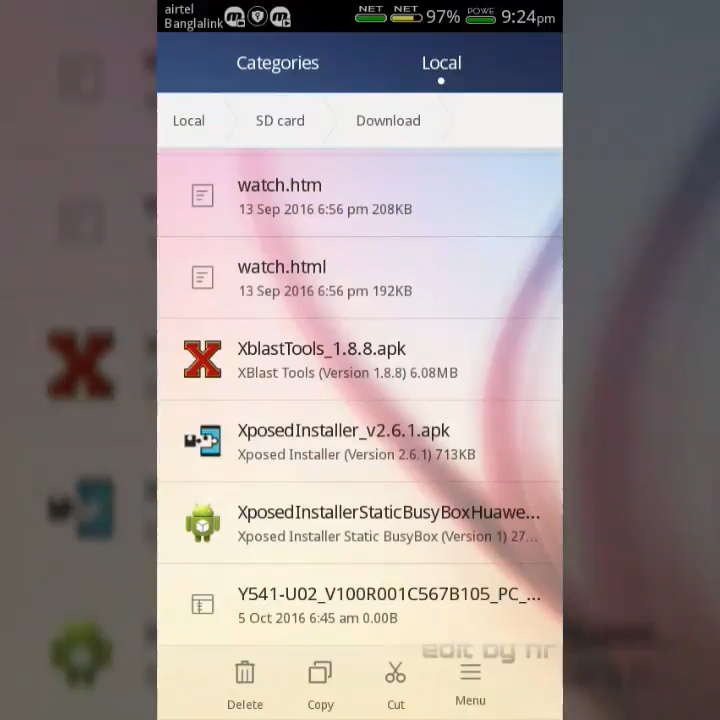 airtel
Banglalink
NET NET 97% POWE 9:24pm
Categories Local
Local SD card Download
watch.htm
13 Sep 2016 6:56 pm 208KB
watch.html
13 Sep 2016 6:56 pm 192KB
XblastTools_1.8.8.apk
XBlast Tools (Version 1.8.8) 6.08MB
XposedInstaller_v2.6.1.apk
Xposed Installer (Version 2.6.1) 713KB
XposedInstallerStaticBusyBoxHuawe...
Xposed Installer Static BusyBox (Version 1) 27...
Y541-U02_V100R001C567B105_PC_...
5 Oct 2016 6:45 am 0.00B
edit by nr
Delete Copy Cut Menu